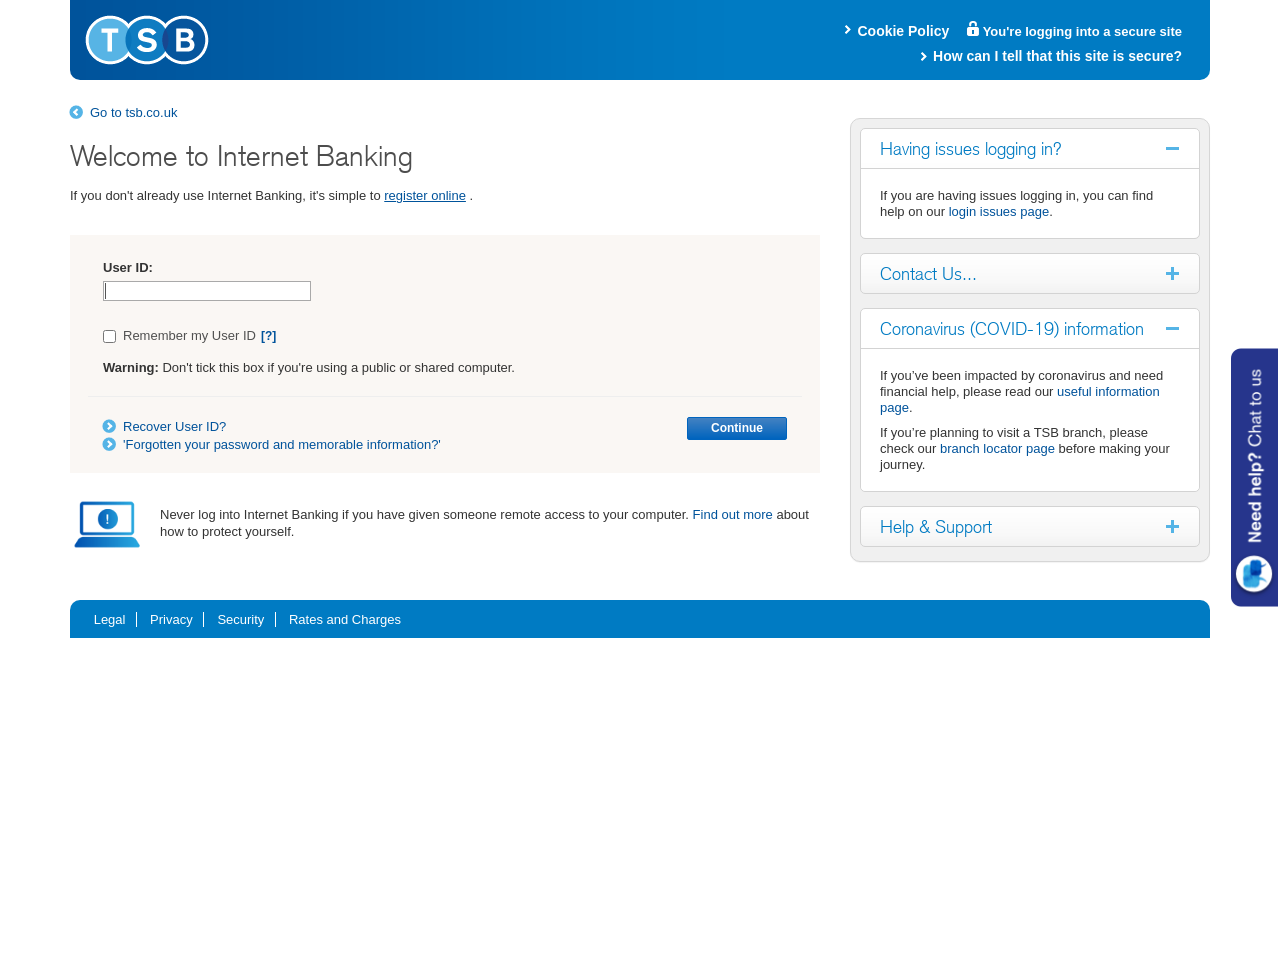 TSB
Cookie Policy
You're logging into a secure site
How can I tell that this site is secure?
Go to tsb.co.uk
Welcome to Internet Banking
If you don't already use Internet Banking, it's simple to register online .
User ID:
Remember my User ID [?]
Warning: Don't tick this box if you're using a public or shared computer.
Recover User ID?
'Forgotten your password and memorable information?'
Continue
!
Never log into Internet Banking if you have given someone remote access to your computer. Find out more about
how to protect yourself.
Having issues logging in?
If you are having issues logging in, you can find
help on our login issues page.
Contact Us...
Coronavirus (COVID-19) information
If you’ve been impacted by coronavirus and need
financial help, please read our useful information
page.
If you’re planning to visit a TSB branch, please
check our branch locator page before making your
journey.
Help & Support
Need help? Chat to us
Legal
Privacy
Security
Rates and Charges